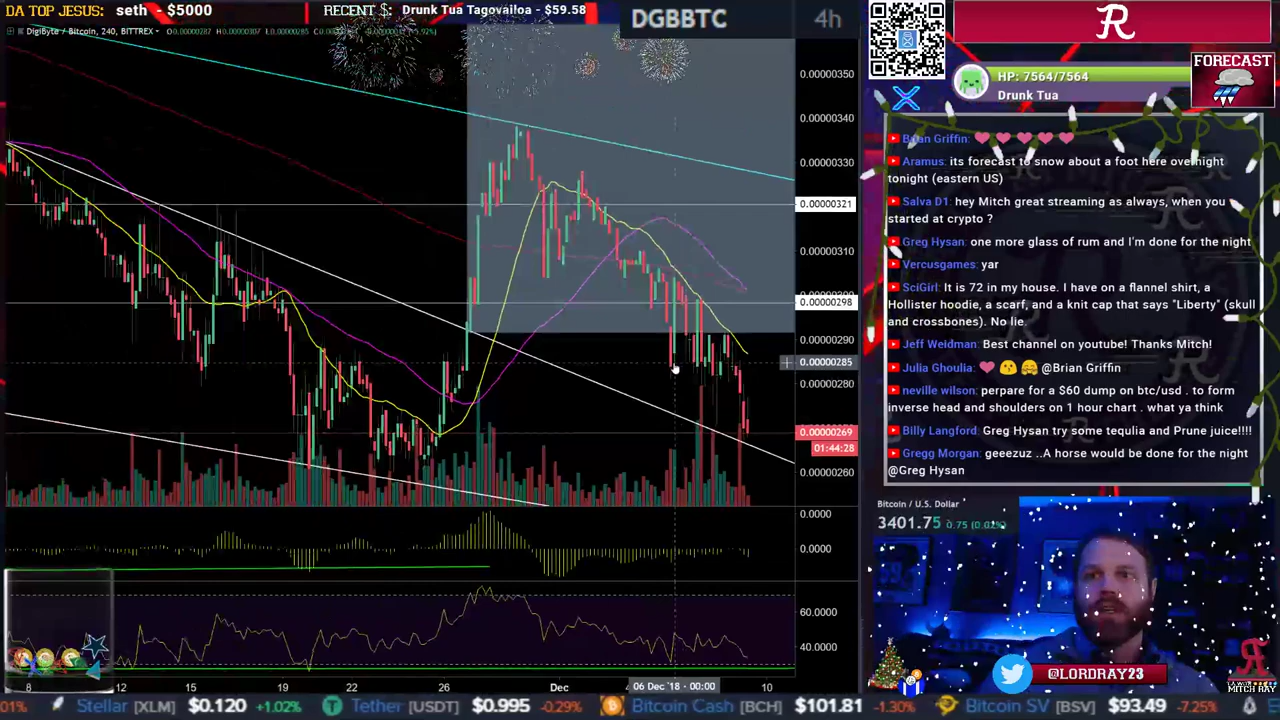 DA TOP JESUS: seth - $5000
RECENT $: Drunk Tua Tagovailoa - $59.58
DGBBTC 4h
DigiByte / Bitcoin, 240, BITTREX
0.00000350
0.00000340
0.00000330
0.00000321
0.00000310
0.00000298
0.00000290
0.00000285
0.00000280
0.00000269
01:44:28
0.00000260
0.0000
0.0000
60.0000
40.0000
8 12 15 19 22 26 Dec 06 Dec '18 - 00:00 10
HP: 7564/7564
Drunk Tua
FORECAST
Brian Griffin:
Aramus: its forecast to snow about a foot here overnight
tonight (eastern US)
Salva D1: hey Mitch great streaming as always, when you
started at crypto ?
Greg Hysan: one more glass of rum and I'm done for the night
Vercusgames: yar
SciGirl: It is 72 in my house. I have on a flannel shirt, a
Hollister hoodie, a scarf, and a knit cap that says "Liberty" (skull
and crossbones). No lie.
Jeff Weidman: Best channel on youtube! Thanks Mitch!
Julia Ghoulia: @Brian Griffin
neville wilson: perpare for a $60 dump on btc/usd . to form
inverse head and shoulders on 1 hour chart . what ya think
Billy Langford: Greg Hysan try some tequlia and Prune juice!!!!
Gregg Morgan: geeezuz ..A horse would be done for the night
@Greg Hysan
Bitcoin / U.S. Dollar
3401.75 0.75 (0.02%)
@LORDRAY23
MITCH RAY
01% Stellar [XLM] $0.120 +1.02% Tether [USDT] $0.995 -0.29% Bitcoin Cash [BCH] $101.81 -1.30% Bitcoin SV [BSV] $93.49 -7.25%